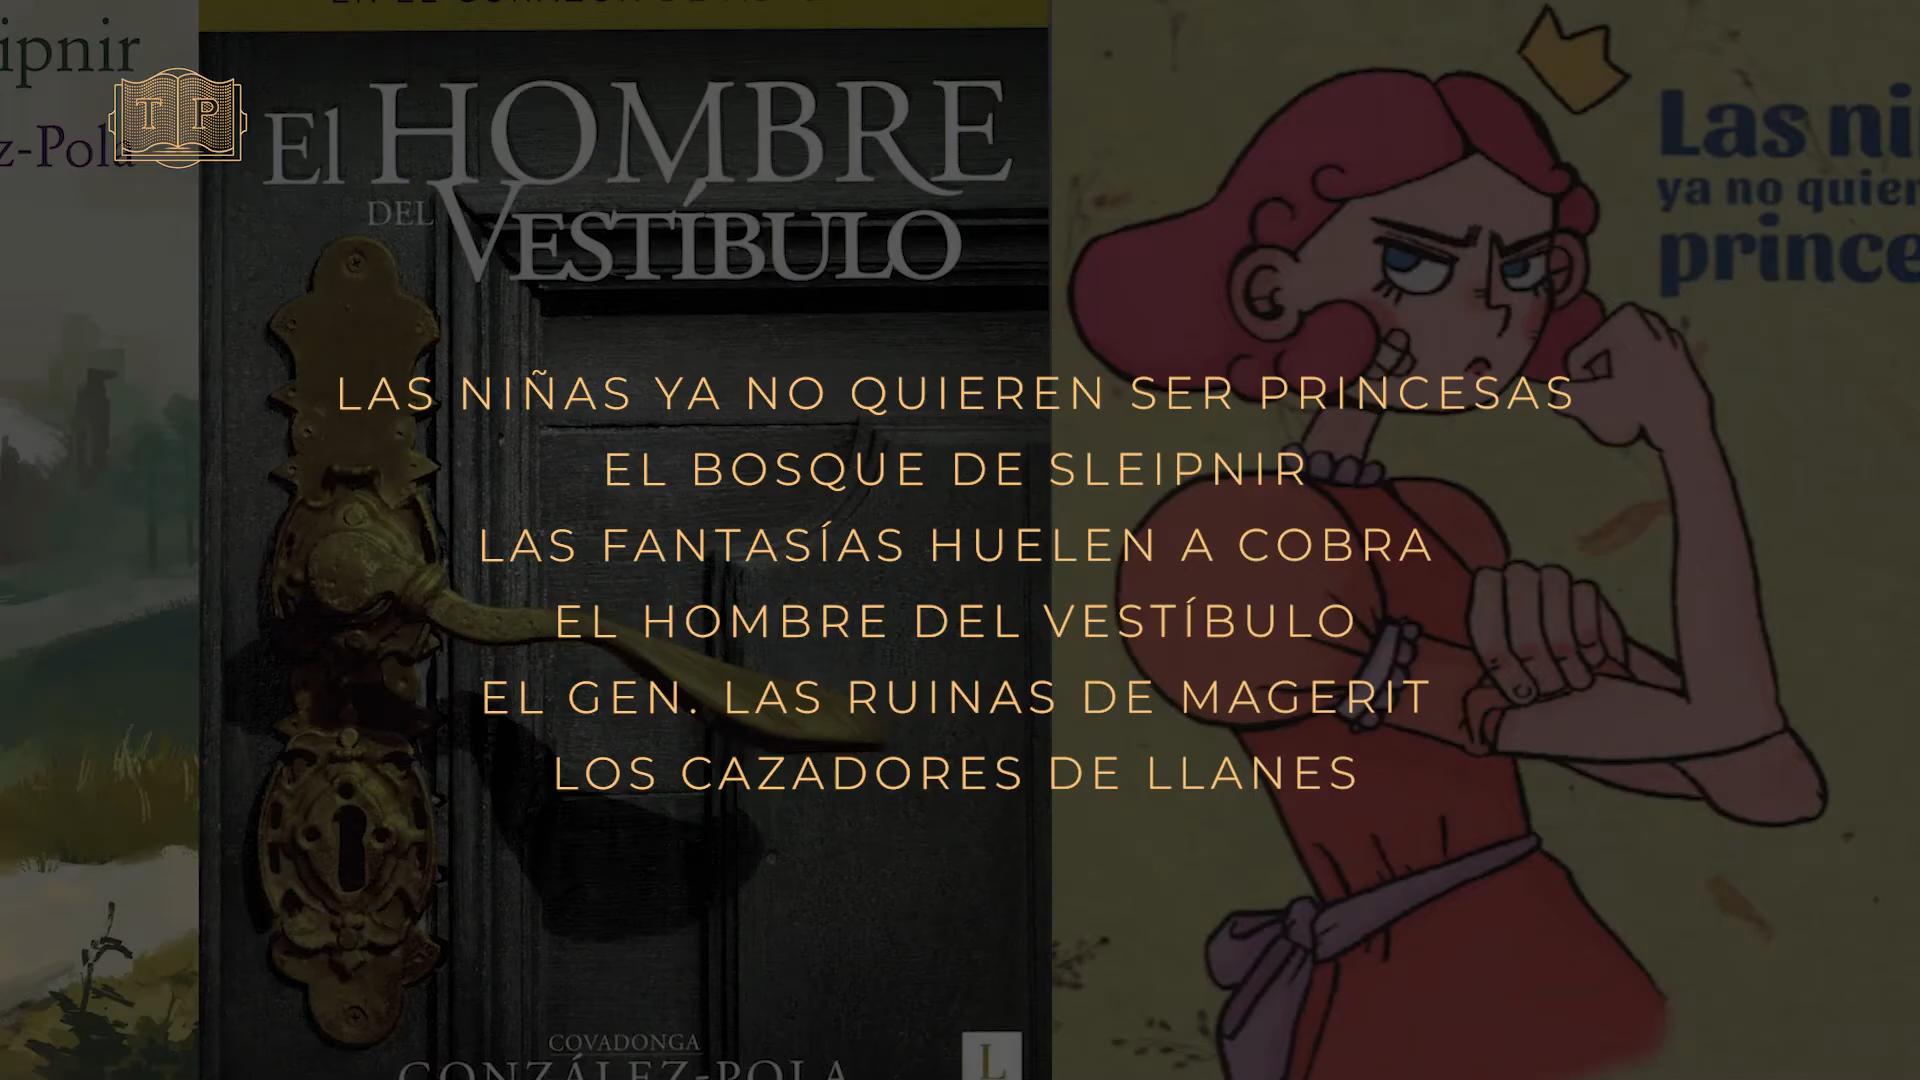 El HOMBRE
DEL VESTÍBULO
T P
LAS NIÑAS YA NO QUIEREN SER PRINCESAS
EL BOSQUE DE SLEIPNIR
LAS FANTASÍAS HUELEN A COBRA
EL HOMBRE DEL VESTÍBULO
EL GEN. LAS RUINAS DE MAGERIT
LOS CAZADORES DE LLANES
COVADONGA
GONZÁLEZ-POLA
L
ipnir
z-Pola
Las ni
ya no quier
prince